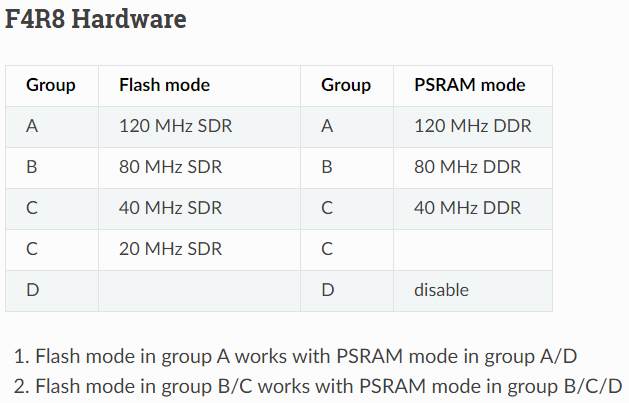 F4R8 Hardware
Group Flash mode Group PSRAM mode
A 120 MHz SDR A 120 MHz DDR
B 80 MHz SDR B 80 MHz DDR
C 40 MHz SDR C 40 MHz DDR
C 20 MHz SDR C
D D disable
1. Flash mode in group A works with PSRAM mode in group A/D
2. Flash mode in group B/C works with PSRAM mode in group B/C/D